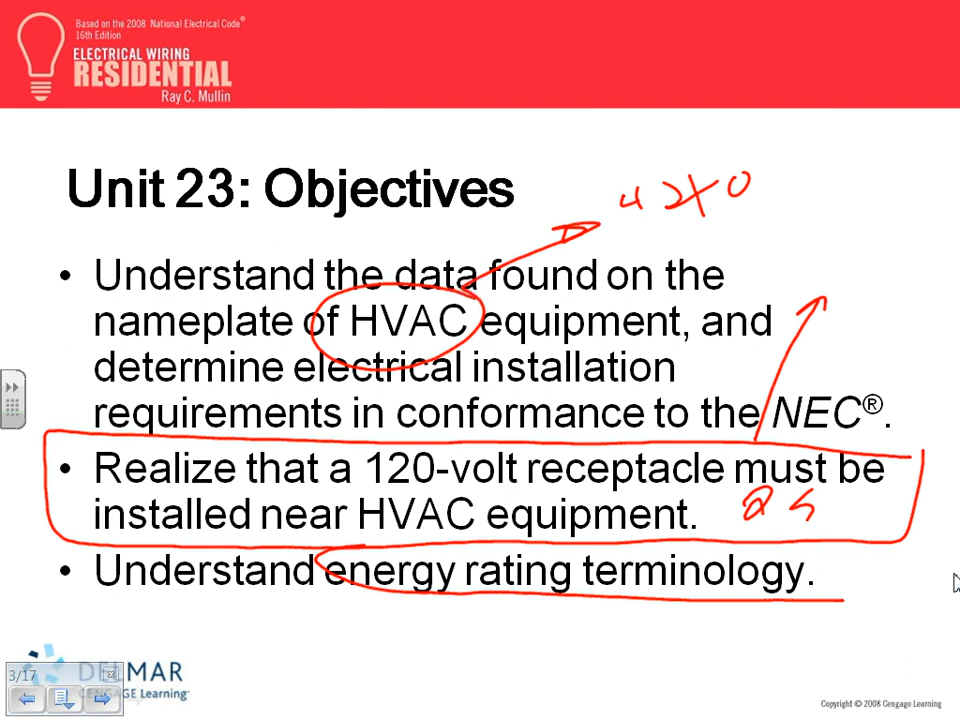 Based on the 2008 National Electrical Code®
16th Edition
ELECTRICAL WIRING
RESIDENTIAL
Ray C. Mullin
Unit 23: Objectives
• Understand the data found on the
nameplate of HVAC equipment, and
determine electrical installation
requirements in conformance to the NEC®.
• Realize that a 120-volt receptacle must be
installed near HVAC equipment.
25
• Understand energy rating terminology.
3/17
DELMAR
CENGAGE Learning™
Copyright © 2008 Cengage Learning